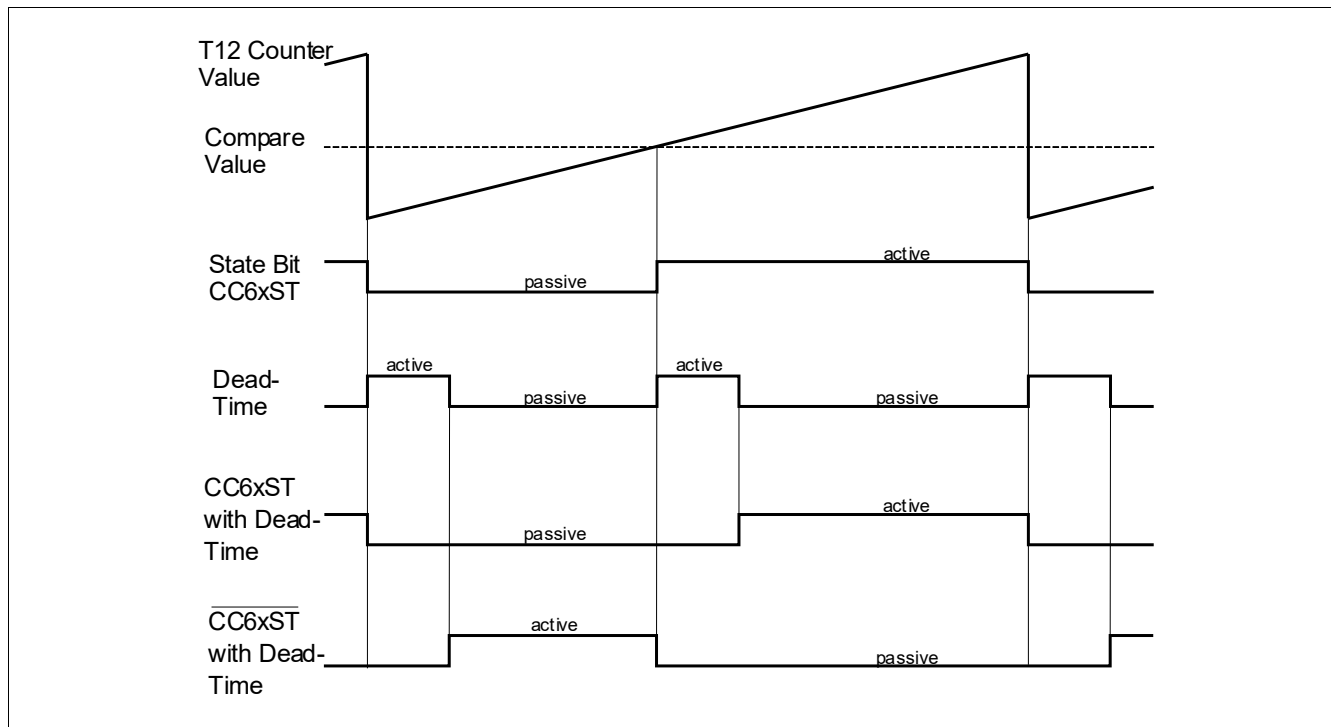 T12 Counter
Value
Compare
Value
State Bit
CC6xST
passive
active
Dead-
Time
active
passive
active
passive
CC6xST
with Dead-
Time
passive
active
CC6xST
with Dead-
Time
active
passive